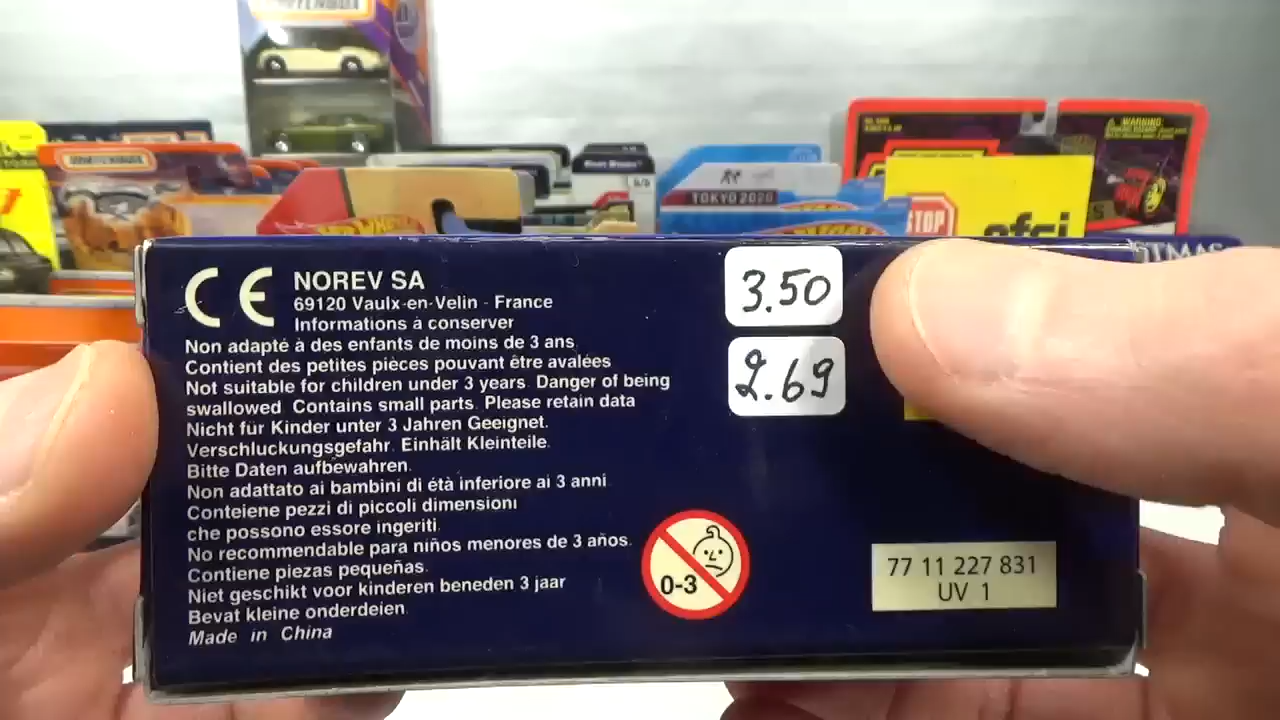 TOKYO 2020
WARNING
STOP
efsi
STMAS
CE NOREV SA
69120 Vaulx-en-Velin - France
Informations à conserver
Non adapté à des enfants de moins de 3 ans.
Contient des petites pièces pouvant être avalées
Not suitable for children under 3 years. Danger of being
swallowed. Contains small parts. Please retain data
Nicht für Kinder unter 3 Jahren Geeignet.
Verschluckungsgefahr. Einhält Kleinteile.
Bitte Daten aufbewahren.
Non adattato ai bambini di étà inferiore ai 3 anni.
Conteiene pezzi di piccoli dimensioni
che possono essore ingeriti.
No recommendable para niños menores de 3 años.
Contiene piezas pequeñas.
Niet geschikt voor kinderen beneden 3 jaar
Bevat kleine onderdeien.
Made in China
3.50
2.69
0-3
77 11 227 831
UV 1